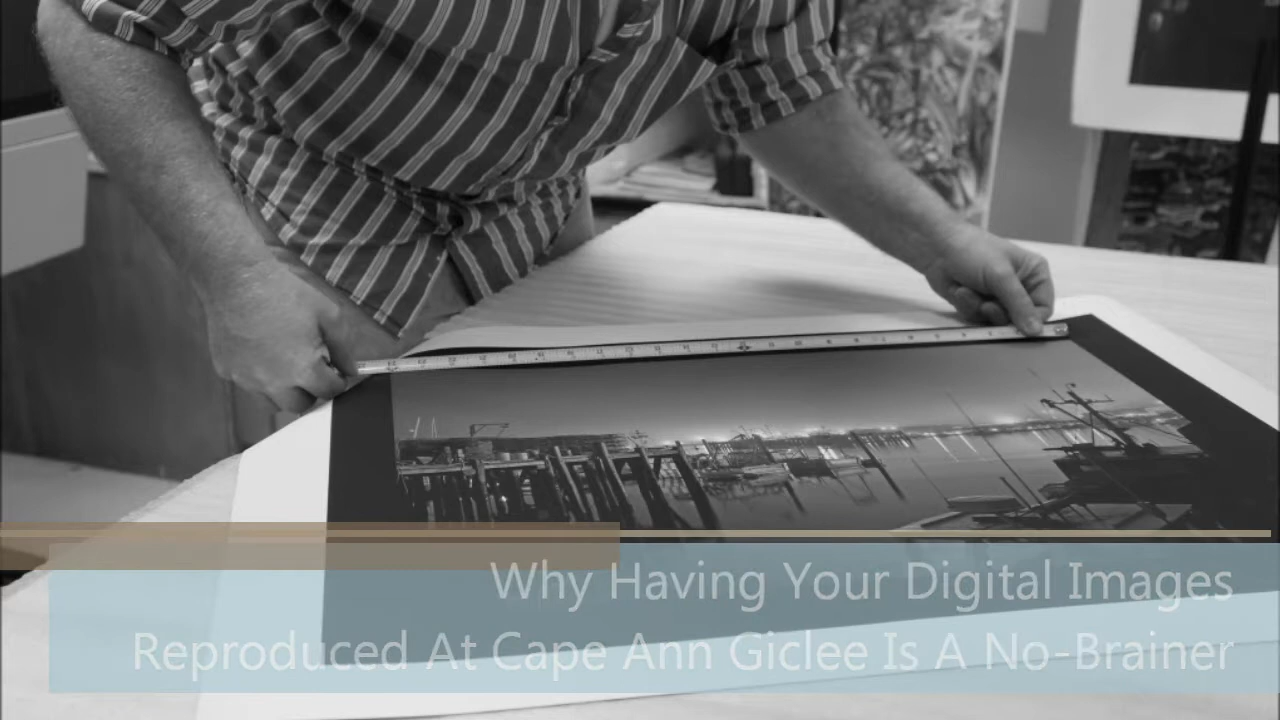 Why Having Your Digital Images
Reproduced At Cape Ann Giclee Is A No-Brainer